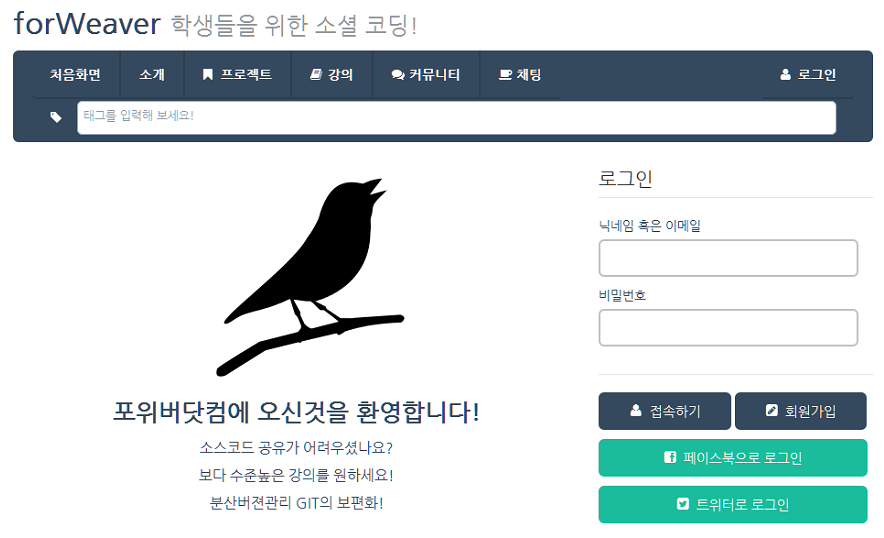 forWeaver 학생들을 위한 소셜 코딩!
처음화면 소개 프로젝트 강의 커뮤니티 채팅 로그인
태그를 입력해 보세요!
로그인
닉네임 혹은 이메일
비밀번호
접속하기 회원가입
페이스북으로 로그인
트위터로 로그인
포위버닷컴에 오신것을 환영합니다!
소스코드 공유가 어려우셨나요?
보다 수준높은 강의를 원하세요!
분산버젼관리 GIT의 보편화!